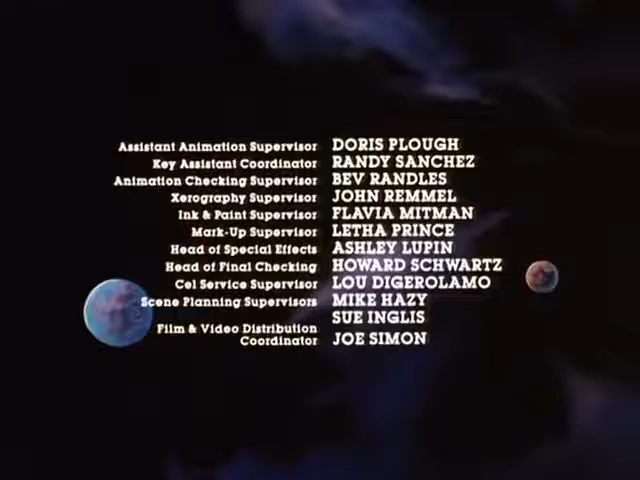 Assistant Animation Supervisor DORIS PLOUGH
Key Assistant Coordinator RANDY SANCHEZ
Animation Checking Supervisor BEV RANDLES
Xerography Supervisor JOHN REMMEL
Ink & Paint Supervisor FLAVIA MITMAN
Mark-Up Supervisor LETHA PRINCE
Head of Special Effects ASHLEY LUPIN
Head of Final Checking HOWARD SCHWARTZ
Cel Service Supervisor LOU DIGEROLAMO
Scene Planning Supervisors MIKE HAZY
SUE INGLIS
Film & Video Distribution
Coordinator JOE SIMON